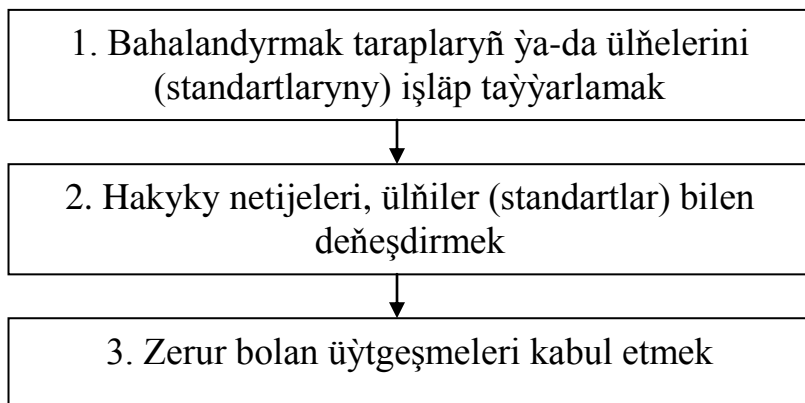 1. Bahalandyrmak taraplaryñ ỳa-da ülňelerini
(standartlaryny) işläp taỳỳarlamak
2. Hakyky netijeleri, ülňiler (standartlar) bilen
deňeşdirmek
3. Zerur bolan üỳtgeşmeleri kabul etmek